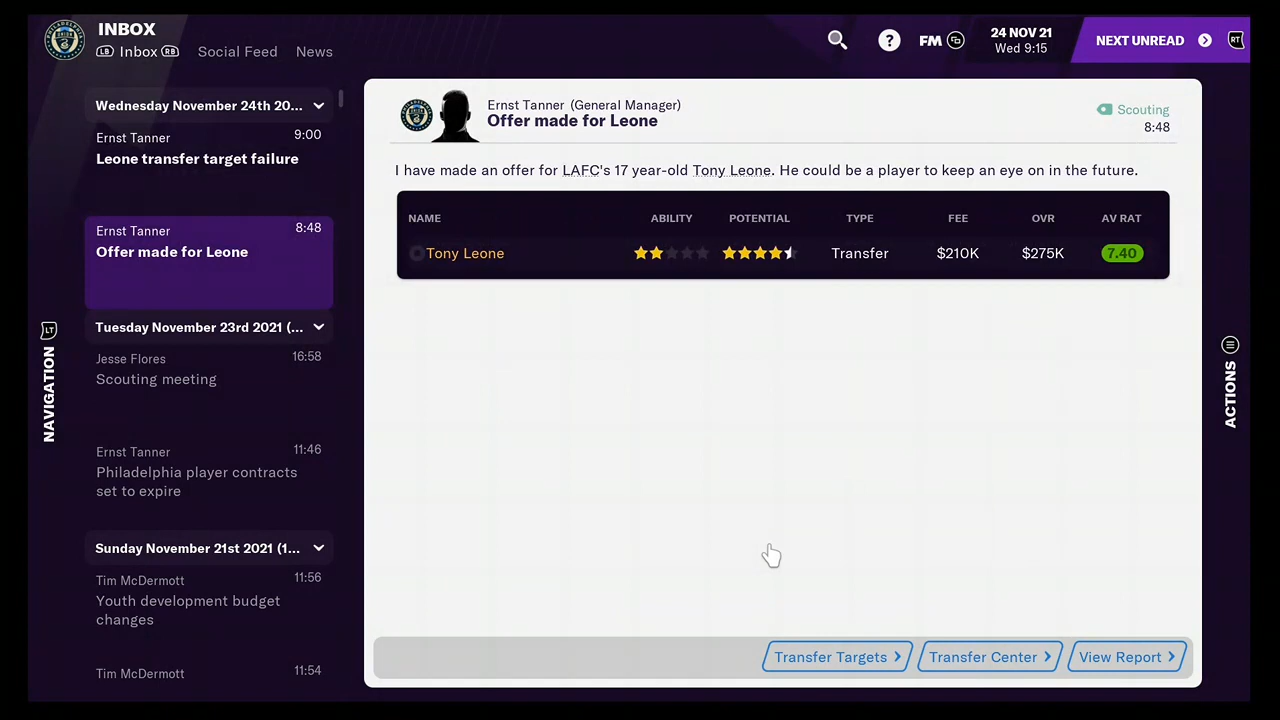 INBOX
LB Inbox RB Social Feed News
FM
24 NOV 21
Wed 9:15
NEXT UNREAD RT
Wednesday November 24th 20...
Ernst Tanner 9:00
Leone transfer target failure
Ernst Tanner 8:48
Offer made for Leone
Tuesday November 23rd 2021 (...
Jesse Flores 16:58
Scouting meeting
Ernst Tanner 11:46
Philadelphia player contracts
set to expire
Sunday November 21st 2021 (1...
Tim McDermott 11:56
Youth development budget
changes
Tim McDermott 11:54
LT
NAVIGATION
Ernst Tanner (General Manager)
Offer made for Leone
Scouting
8:48
I have made an offer for LAFC's 17 year-old Tony Leone. He could be a player to keep an eye on in the future.
NAME ABILITY POTENTIAL TYPE FEE OVR AV RAT
Tony Leone Transfer $210K $275K 7.40
Transfer Targets Transfer Center View Report
ACTIONS